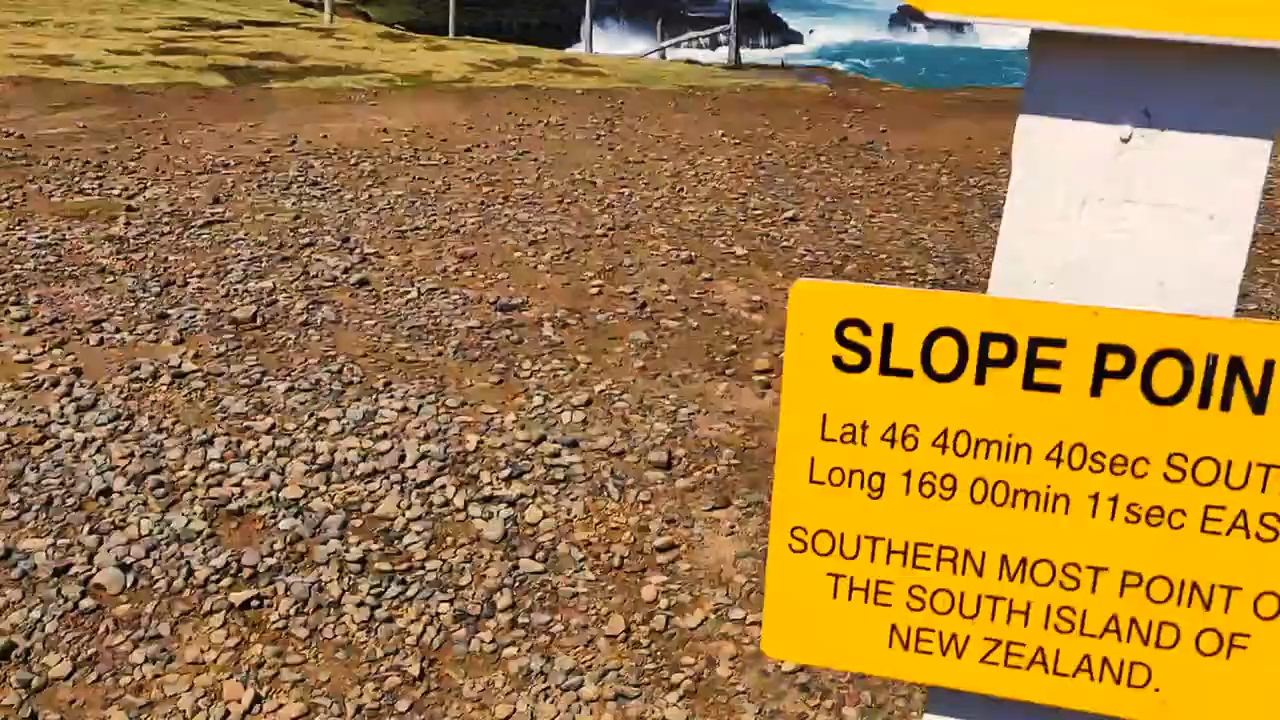 SLOPE POIN
Lat 46 40min 40sec SOUT
Long 169 00min 11sec EAS
SOUTHERN MOST POINT O
THE SOUTH ISLAND OF
NEW ZEALAND.